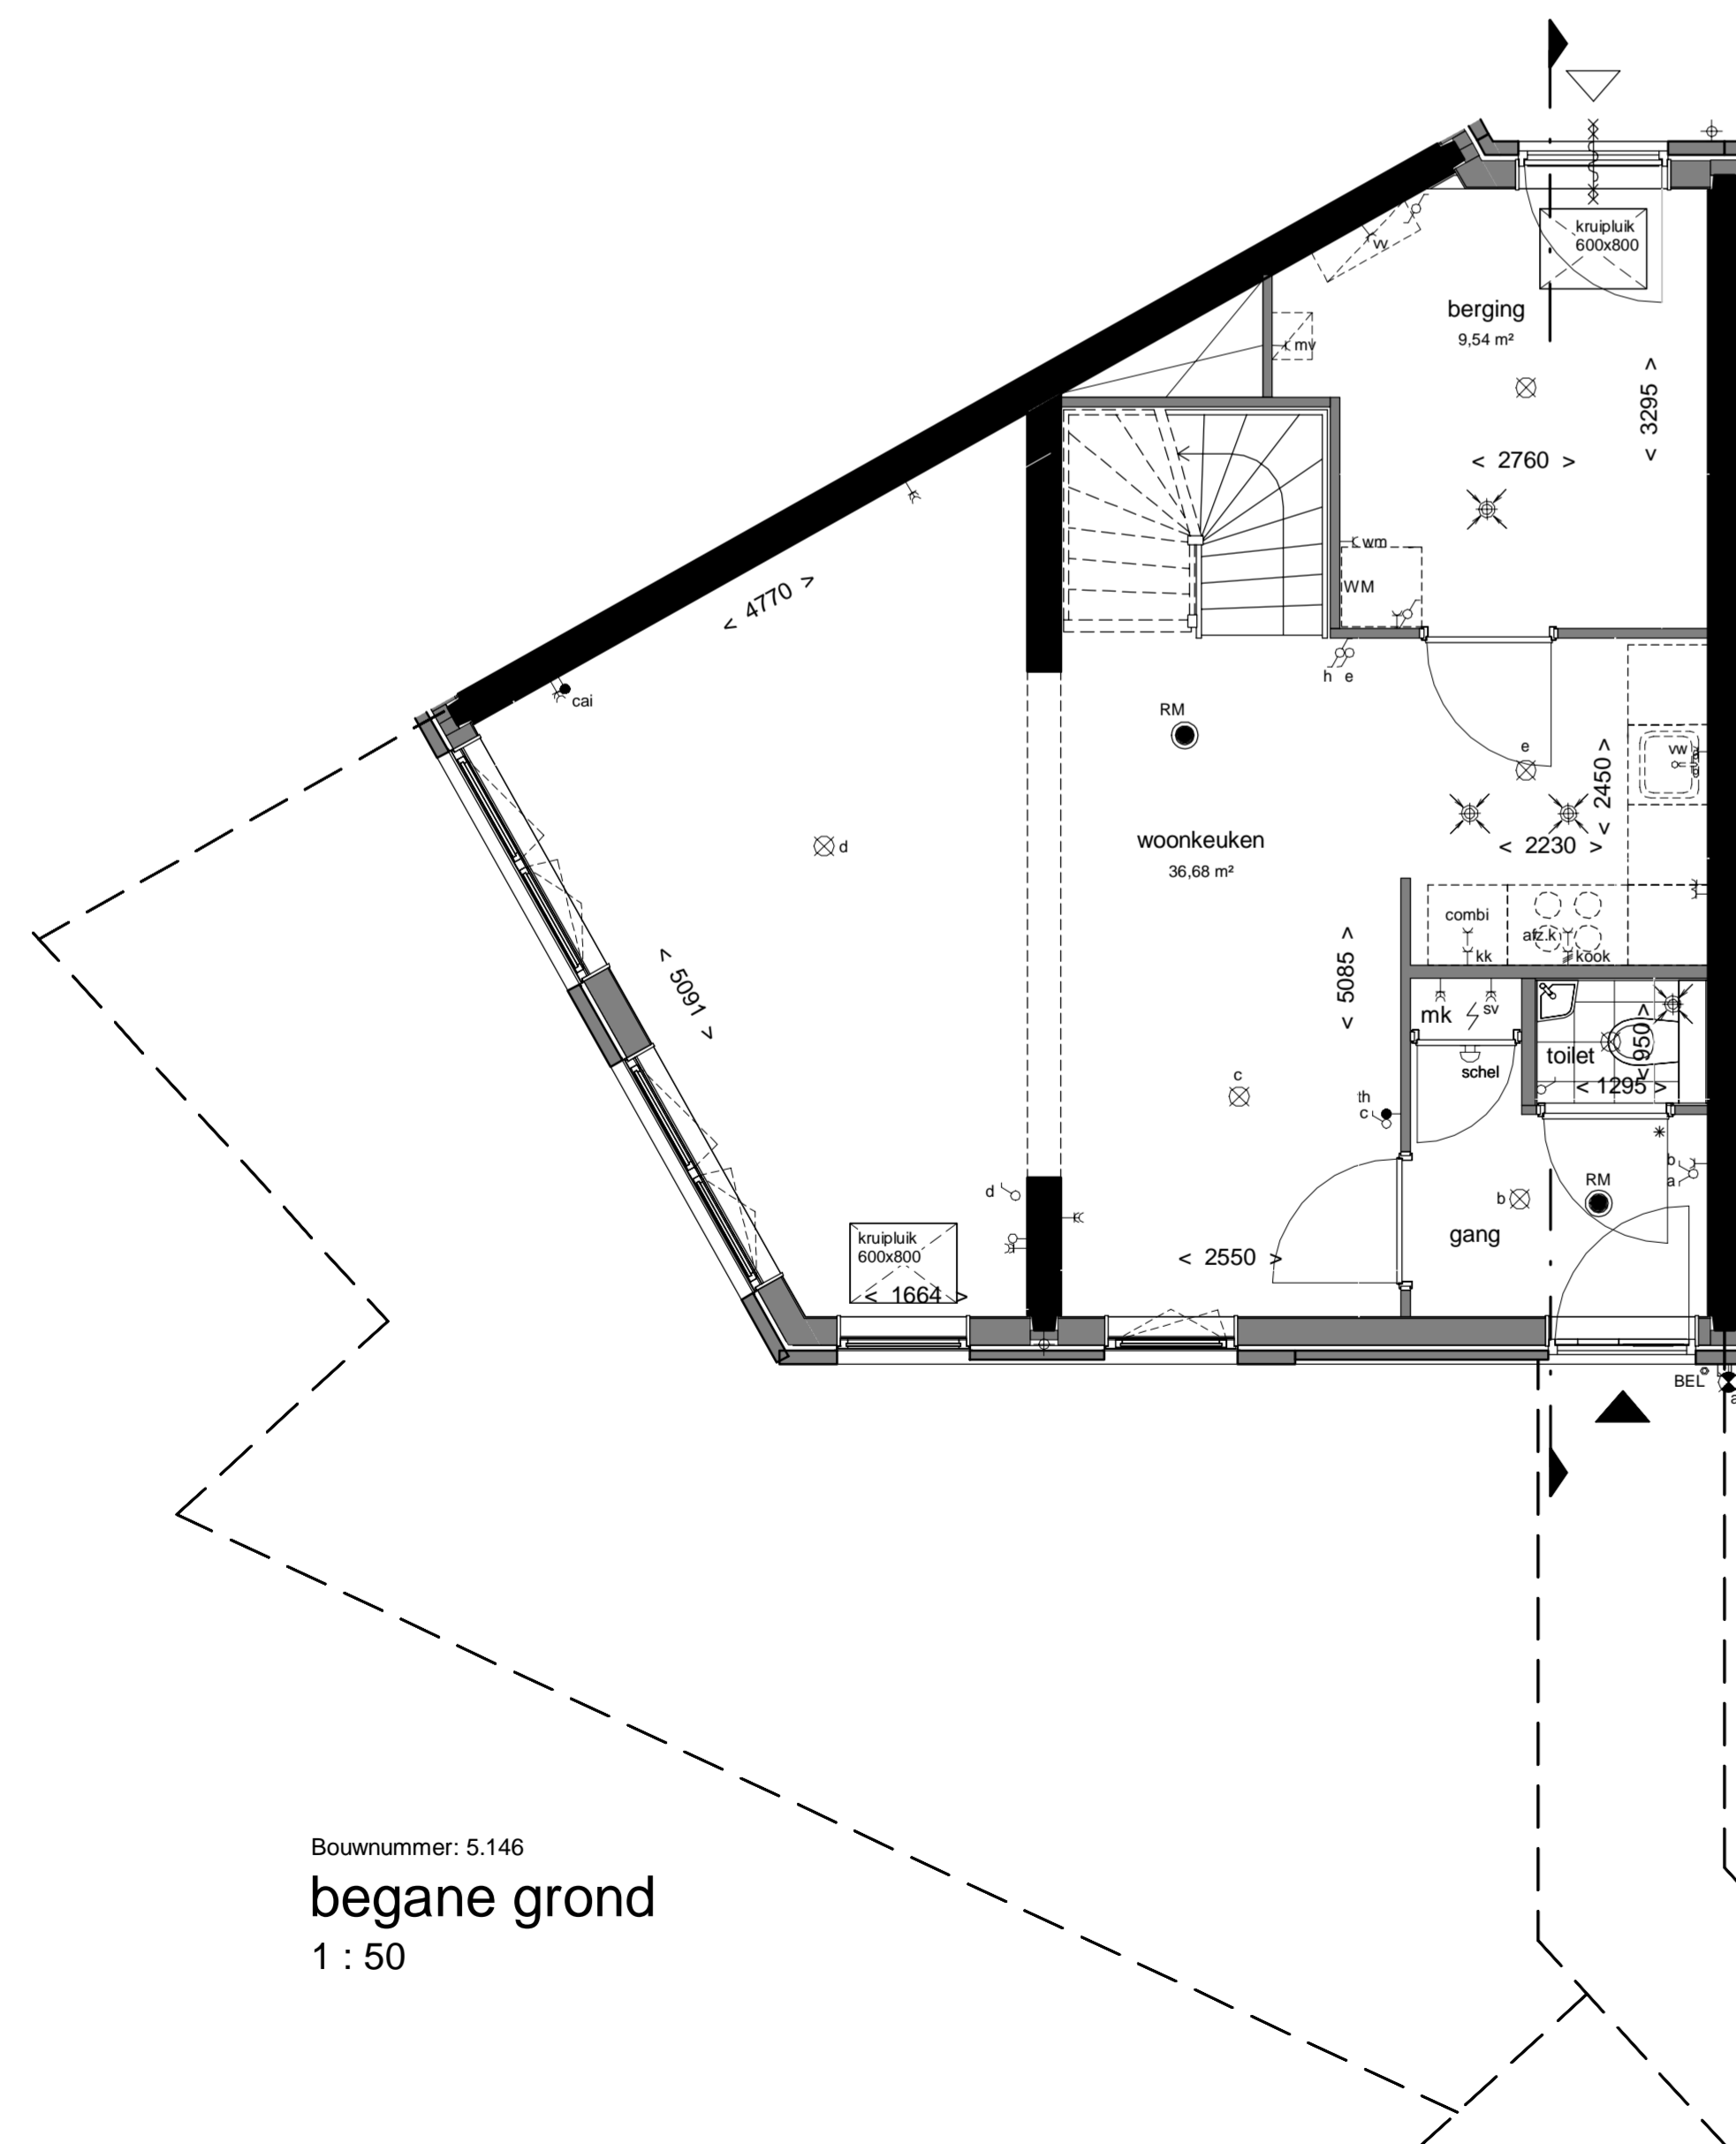 kruipluik
600x800
vv
berging
9,54 m²
mv
< 3295 >
< 2760 >
wm
WM
< 4770 >
h e
cai
RM
e
vw
< 2450 >
d
woonkeuken
36,68 m²
< 2230 >
combi
afz.k
kk
kook
< 5091 >
< 5085 >
mk
sv
schel
toilet
< 950 >
< 1295 >
c
th
c
b
a
RM
b
d
gang
kruipluik
600x800
< 2550 >
< 1664 >
BEL
a
Bouwnummer: 5.146
begane grond
1 : 50